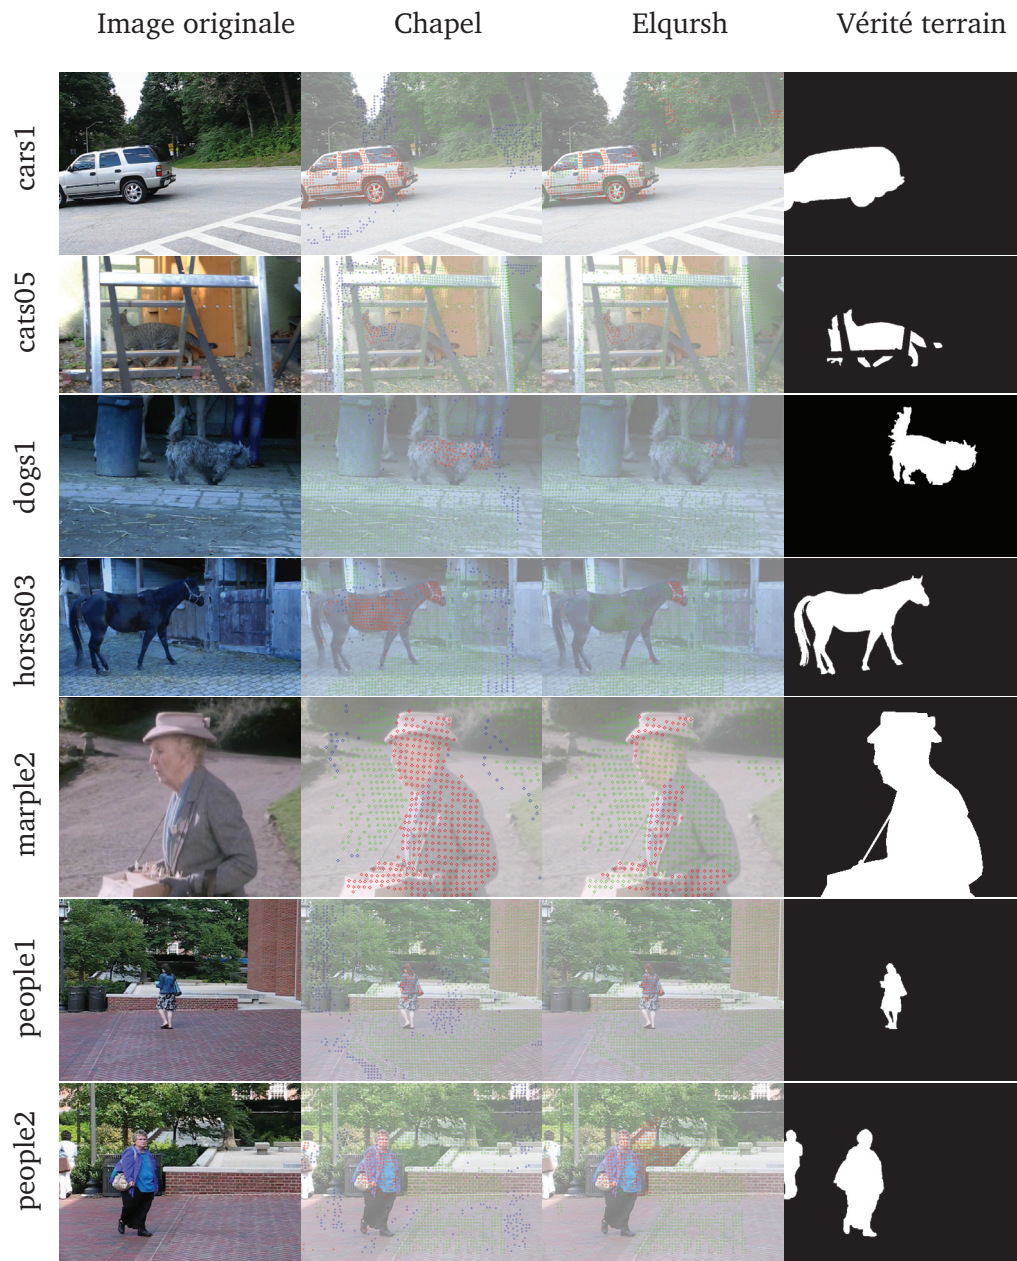 Image originale Chapel Elqursh Vérité terrain
cars1
cats05
dogs1
horses03
marple2
people1
people2